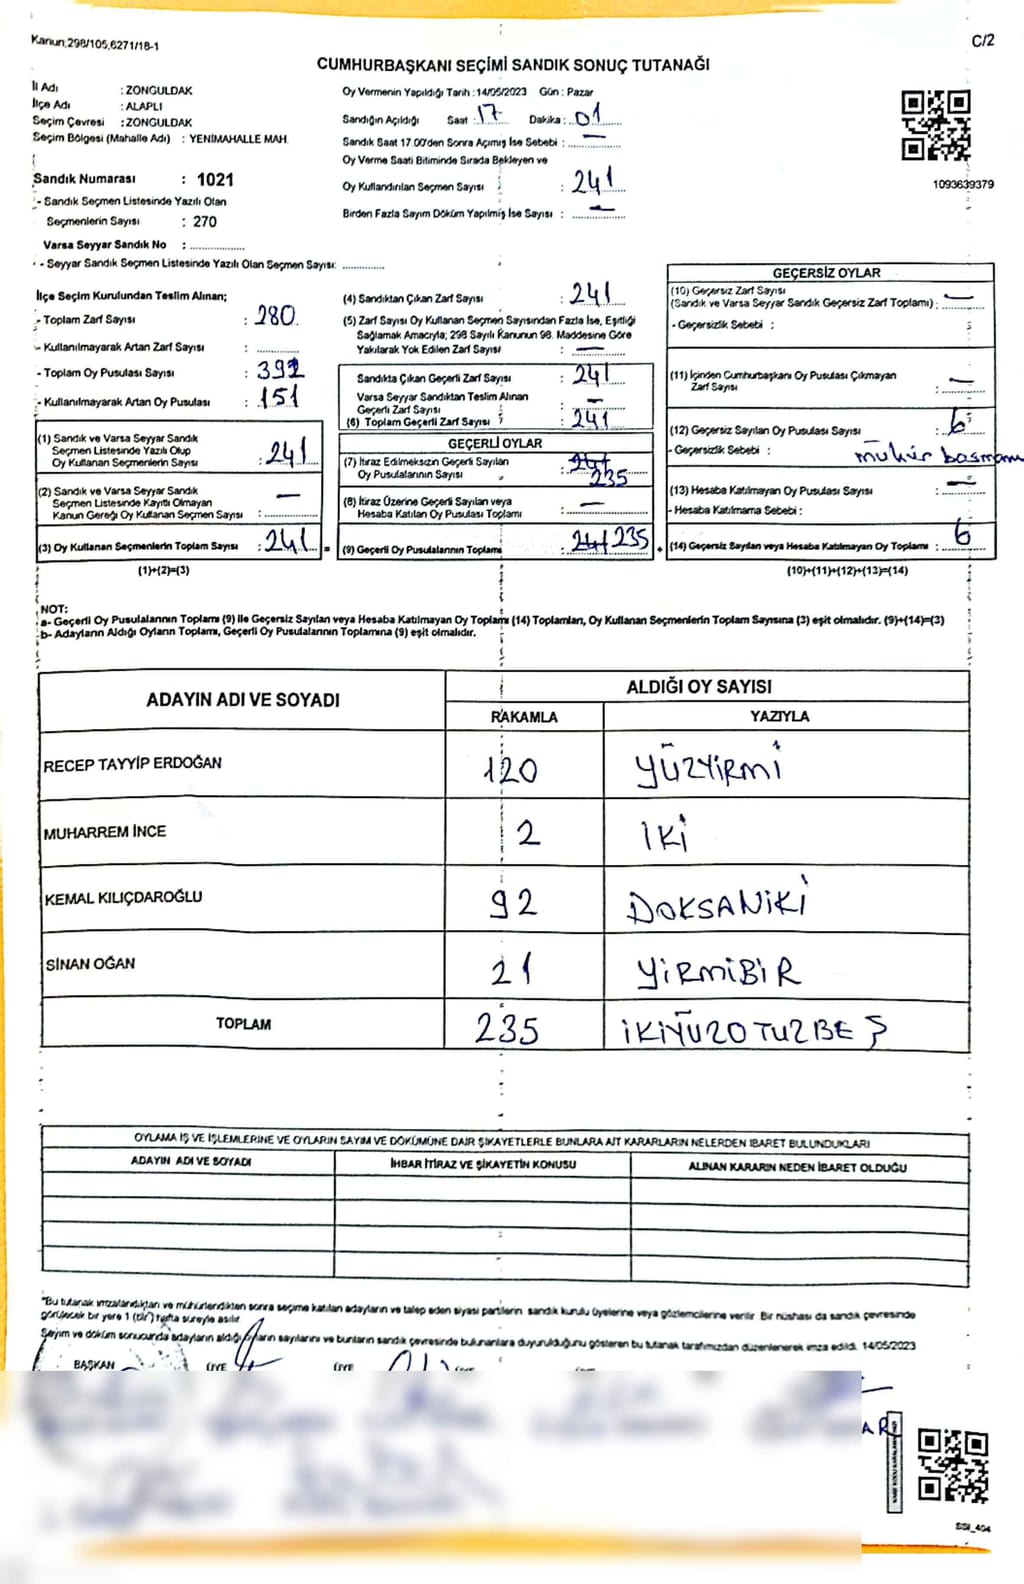 Kanun.298/105,6271/18-1
C/2
CUMHURBAŞKANI SEÇİMİ SANDIK SONUÇ TUTANAĞI
İl Adı : ZONGULDAK
İlçe Adı : ALAPLI
Seçim Çevresi : ZONGULDAK
Seçim Bölgesi (Mahalle Adı) : YENİMAHALLE MAH.
Sandık Numarası : 1021
- Sandık Seçmen Listesinde Yazılı Olan
Seçmenlerin Sayısı : 270
Varsa Seyyar Sandık No : ..............
- Seyyar Sandık Seçmen Listesinde Yazılı Olan Seçmen Sayısı: ............
Oy Vermenin Yapıldığı Tarih : 14/05/2023 Gün : Pazar
Sandığın Açıldığı Saat : 17 Dakika : 01
Sandık Saat 17.00'den Sonra Açımış İse Sebebi : —
Oy Verme Saati Bitiminde Sırada Bekleyen ve
Oy Kullandırılan Seçmen Sayısı : 241
Birden Fazla Sayım Döküm Yapılmış İse Sayısı : —
1093639379
İlçe Seçim Kurulundan Teslim Alınan;
- Toplam Zarf Sayısı : 280
- Kullanılmayarak Artan Zarf Sayısı : ............
- Toplam Oy Pusulası Sayısı : 392
- Kullanılmayarak Artan Oy Pusulası : 151
(1) Sandık ve Varsa Seyyar Sandık
Seçmen Listesinde Yazılı Olup
Oy Kullanan Seçmenlerin Sayısı : 241
(2) Sandık ve Varsa Seyyar Sandık
Seçmen Listesinde Kayıtlı Olmayan
Kanun Gereği Oy Kullanan Seçmen Sayısı : —
(3) Oy Kullanan Seçmenlerin Toplam Sayısı : 241 =
(1)+(2)=(3)
(4) Sandıktan Çıkan Zarf Sayısı : 241
(5) Zarf Sayısı Oy Kullanan Seçmen Sayısından Fazla İse, Eşitliği
Sağlamak Amacıyla; 298 Sayılı Kanunun 98. Maddesine Göre
Yakılarak Yok Edilen Zarf Sayısı : —
Sandıkta Çıkan Geçerli Zarf Sayısı : 241
Varsa Seyyar Sandıktan Teslim Alınan
Geçerli Zarf Sayısı : —
(6) Toplam Geçerli Zarf Sayısı : 241
GEÇERLİ OYLAR
(7) İtiraz Edilmeksizin Geçerli Sayılan
Oy Pusulalarının Sayısı : 241 235
(8) İtiraz Üzerine Geçerli Sayılan veya
Hesaba Katılan Oy Pusulası Toplamı : —
(9) Geçerli Oy Pusulalarının Toplamı : 241 235 +
GEÇERSİZ OYLAR
(10) Geçersiz Zarf Sayısı
(Sandık ve Varsa Seyyar Sandık Geçersiz Zarf Toplamı) : —
- Geçersizlik Sebebi :
(11) İçinden Cumhurbaşkanı Oy Pusulası Çıkmayan
Zarf Sayısı : —
(12) Geçersiz Sayılan Oy Pusulası Sayısı : 6
- Geçersizlik Sebebi : mühür basmamı
(13) Hesaba Katılmayan Oy Pusulası Sayısı : —
- Hesaba Katılmama Sebebi :
(14) Geçersiz Sayılan veya Hesaba Katılmayan Oy Toplamı : 6
(10)+(11)+(12)+(13)=(14)
NOT:
a- Geçerli Oy Pusulalarının Toplamı (9) ile Geçersiz Sayılan veya Hesaba Katılmayan Oy Toplamı (14) Toplamları, Oy Kullanan Seçmenlerin Toplam Sayısına (3) eşit olmalıdır. (9)+(14)=(3)
b- Adayların Aldığı Oyların Toplamı, Geçerli Oy Pusulalarının Toplamına (9) eşit olmalıdır.
ADAYIN ADI VE SOYADI
ALDIĞI OY SAYISI
RAKAMLA YAZIYLA
RECEP TAYYİP ERDOĞAN 120 YÜZYİRMİ
MUHARREM İNCE 2 İKİ
KEMAL KILIÇDAROĞLU 92 DOKSANİKİ
SİNAN OĞAN 21 YİRMİBİR
TOPLAM 235 İKİYÜZOTUZBEŞ
OYLAMA İŞ VE İŞLEMLERİNE VE OYLARIN SAYIM VE DÖKÜMÜNE DAİR ŞİKAYETLERLE BUNLARA AİT KARARLARIN NELERDEN İBARET BULUNDUKLARI
ADAYIN ADI VE SOYADI İHBAR İTİRAZ VE ŞİKAYETİN KONUSU ALINAN KARARIN NEDEN İBARET OLDUĞU
*Bu tutanak imzalandıktan ve mühürlendikten sonra seçime katılan adayların ve talep eden siyasi partilerin sandık kurulu üyelerine veya gözlemcilerine verilir. Bir nüshası da sandık çevresinde
görülecek bir yere 1 (bir) hafta süreyle asılır
Sayım ve döküm sonucunda adayların aldığı oyların sayılarını ve bunların sandık çevresinde bulunanlara duyurulduğunu gösteren bu tutanak tarafımızdan düzenlenerek imza edildi. 14/05/2023
BAŞKAN ÜYE ÜYE
AR
SSI_404